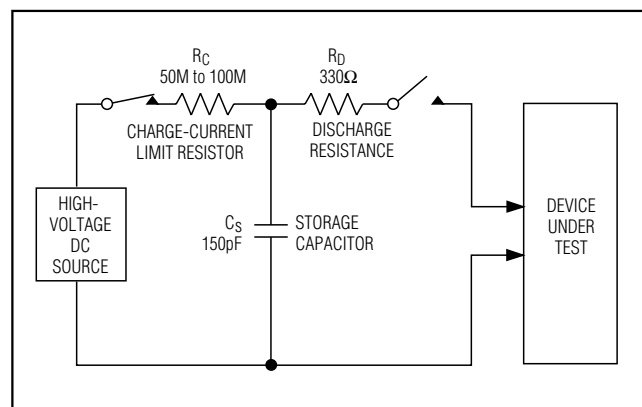 R_C
50M to 100M
CHARGE-CURRENT
LIMIT RESISTOR
R_D
330Ω
DISCHARGE
RESISTANCE
HIGH-
VOLTAGE
DC
SOURCE
C_S
150pF
STORAGE
CAPACITOR
DEVICE
UNDER
TEST